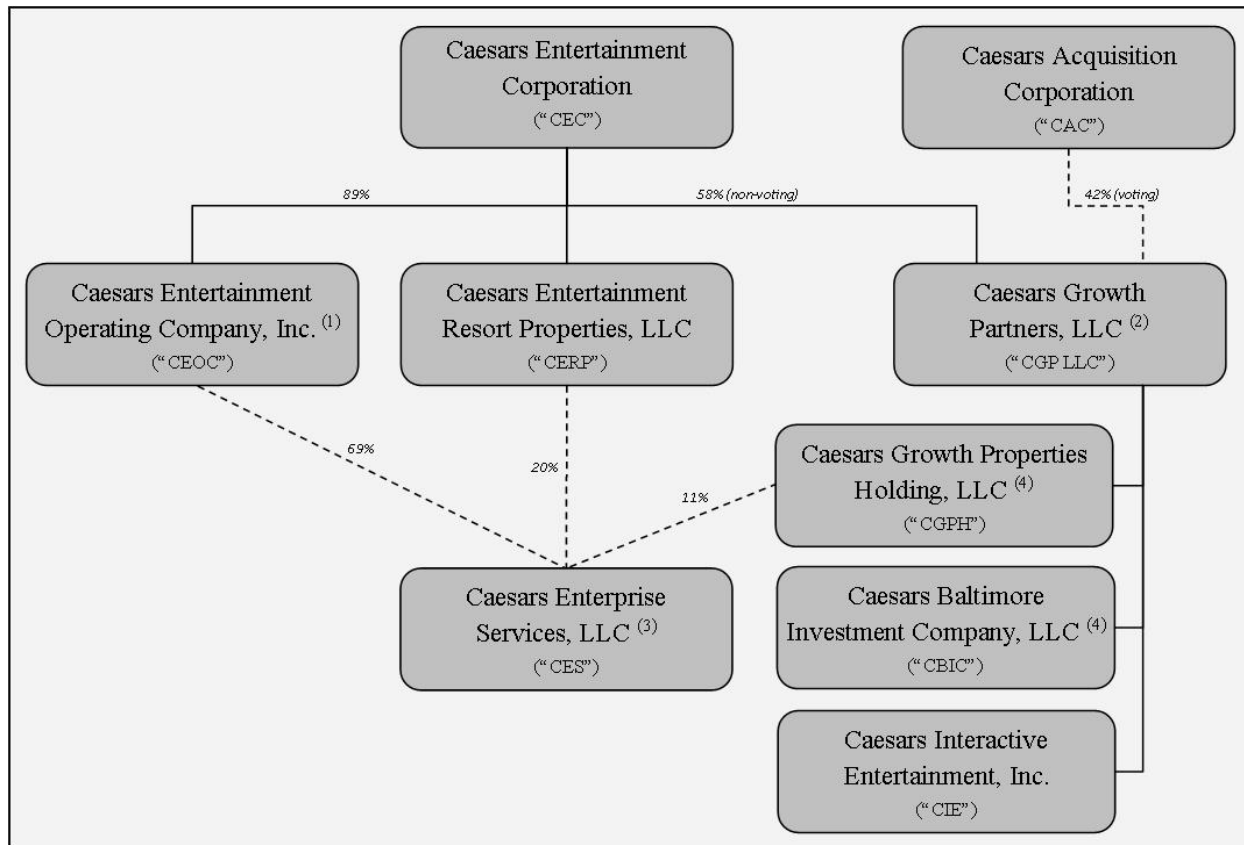 Caesars Entertainment
Corporation
(“CEC”)
Caesars Acquisition
Corporation
(“CAC”)
89%
58% (non-voting)
42% (voting)
Caesars Entertainment
Operating Company, Inc. (1)
(“CEOC”)
Caesars Entertainment
Resort Properties, LLC
(“CERP”)
Caesars Growth
Partners, LLC (2)
(“CGP LLC”)
69%
20%
11%
Caesars Growth Properties
Holding, LLC (4)
(“CGPH”)
Caesars Enterprise
Services, LLC (3)
(“CES”)
Caesars Baltimore
Investment Company, LLC (4)
(“CBIC”)
Caesars Interactive
Entertainment, Inc.
(“CIE”)